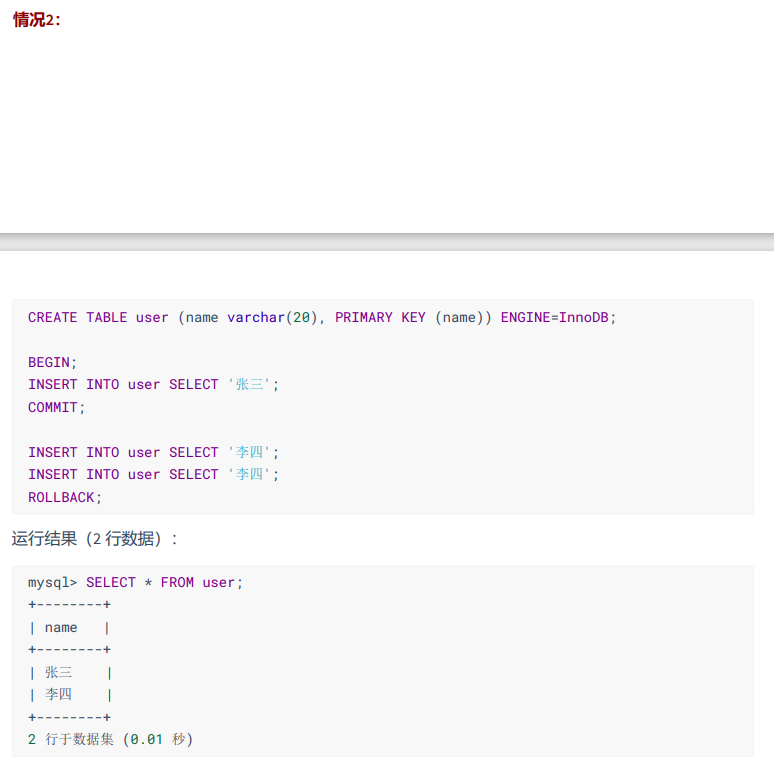 情况2：
CREATE TABLE user (name varchar(20), PRIMARY KEY (name)) ENGINE=InnoDB;
BEGIN;
INSERT INTO user SELECT '张三';
COMMIT;
INSERT INTO user SELECT '李四';
INSERT INTO user SELECT '李四';
ROLLBACK;
运行结果（2 行数据）：
mysql> SELECT * FROM user;
+--------+
| name   |
+--------+
| 张三    |
| 李四    |
+--------+
2 行于数据集 (0.01 秒)